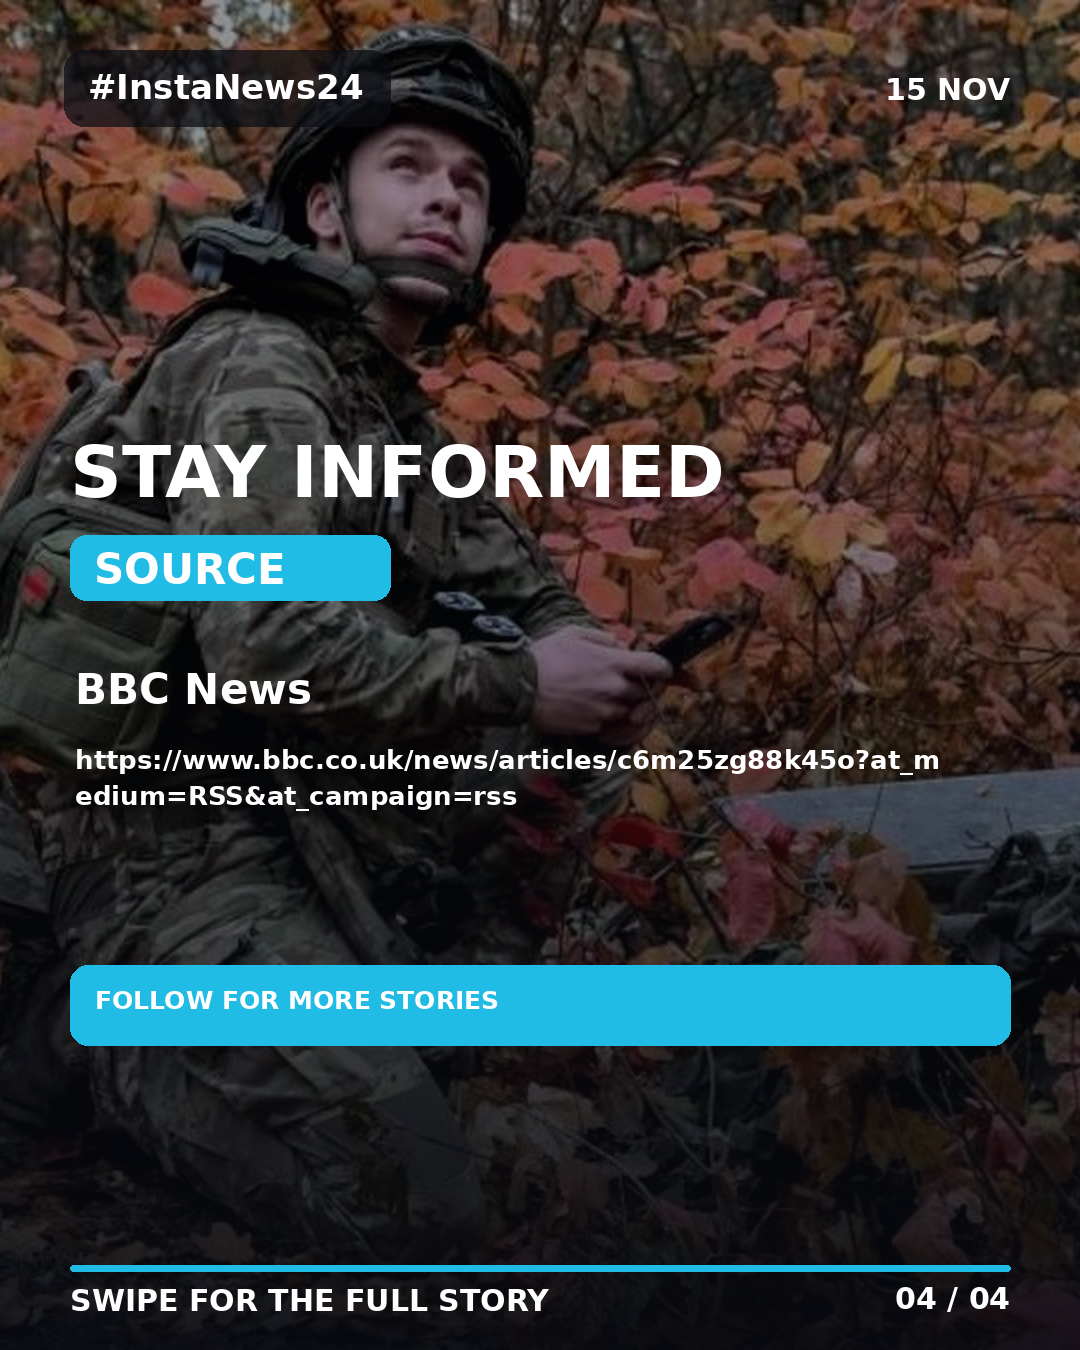 #InstaNews24
15 NOV
STAY INFORMED
SOURCE
BBC News
https://www.bbc.co.uk/news/articles/c6m25zg88k45o?at_m
edium=RSS&at_campaign=rss
FOLLOW FOR MORE STORIES
SWIPE FOR THE FULL STORY
04 / 04